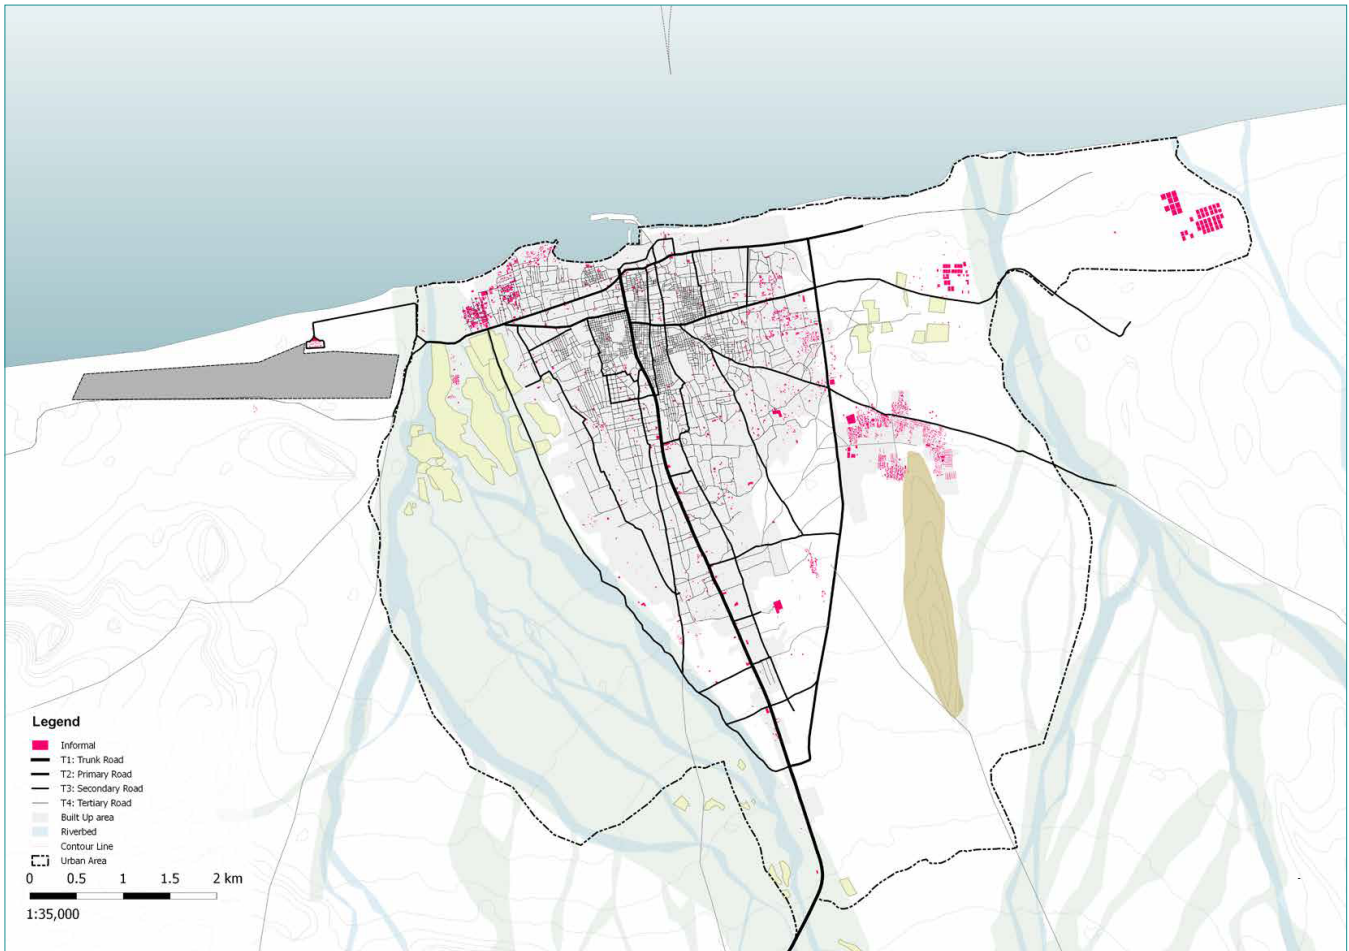 Legend
Informal
T1: Trunk Road
T2: Primary Road
T3: Secondary Road
T4: Tertiary Road
Built Up area
Riverbed
Contour Line
Urban Area
0 0.5 1 1.5 2 km
1:35,000